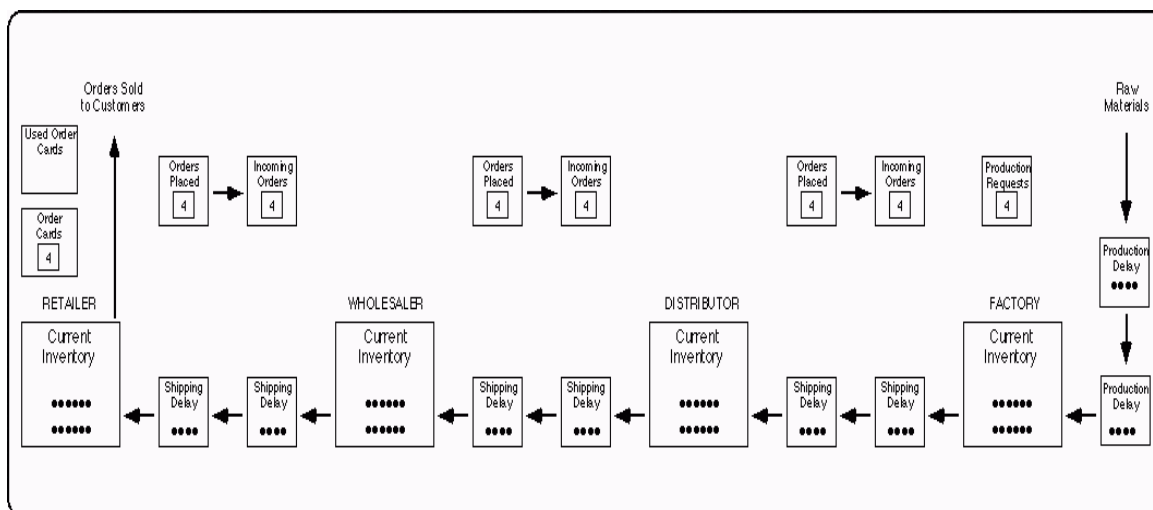 Orders Sold
to Customers
Raw
Materials
Used Order
Cards
Orders
Placed
4
Incoming
Orders
4
Orders
Placed
4
Incoming
Orders
4
Orders
Placed
4
Incoming
Orders
4
Production
Requests
4
Order
Cards
4
Production
Delay
RETAILER
WHOLESALER
DISTRIBUTOR
FACTORY
Current
Inventory
Current
Inventory
Current
Inventory
Current
Inventory
Shipping
Delay
Shipping
Delay
Shipping
Delay
Shipping
Delay
Shipping
Delay
Shipping
Delay
Production
Delay